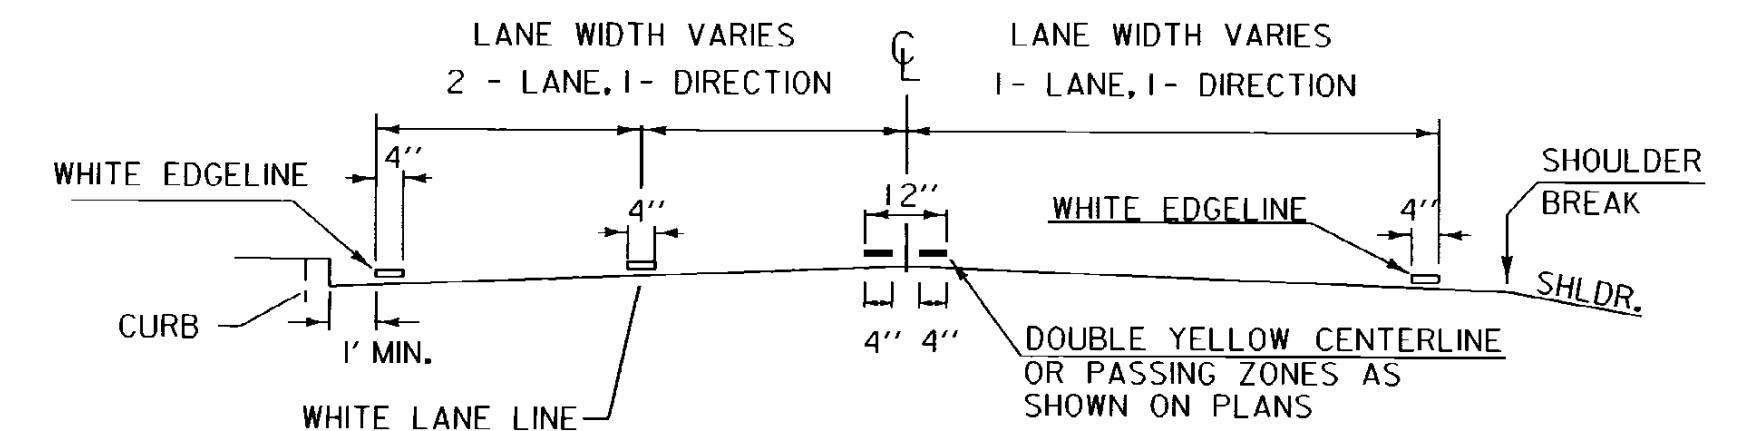 LANE WIDTH VARIES
2 - LANE, 1 - DIRECTION
CL
LANE WIDTH VARIES
1 - LANE, 1 - DIRECTION
WHITE EDGELINE
4''
4''
12''
WHITE EDGELINE
4''
SHOULDER
BREAK
SHLDR.
CURB
1' MIN.
WHITE LANE LINE
4''
4''
DOUBLE YELLOW CENTERLINE
OR PASSING ZONES AS
SHOWN ON PLANS